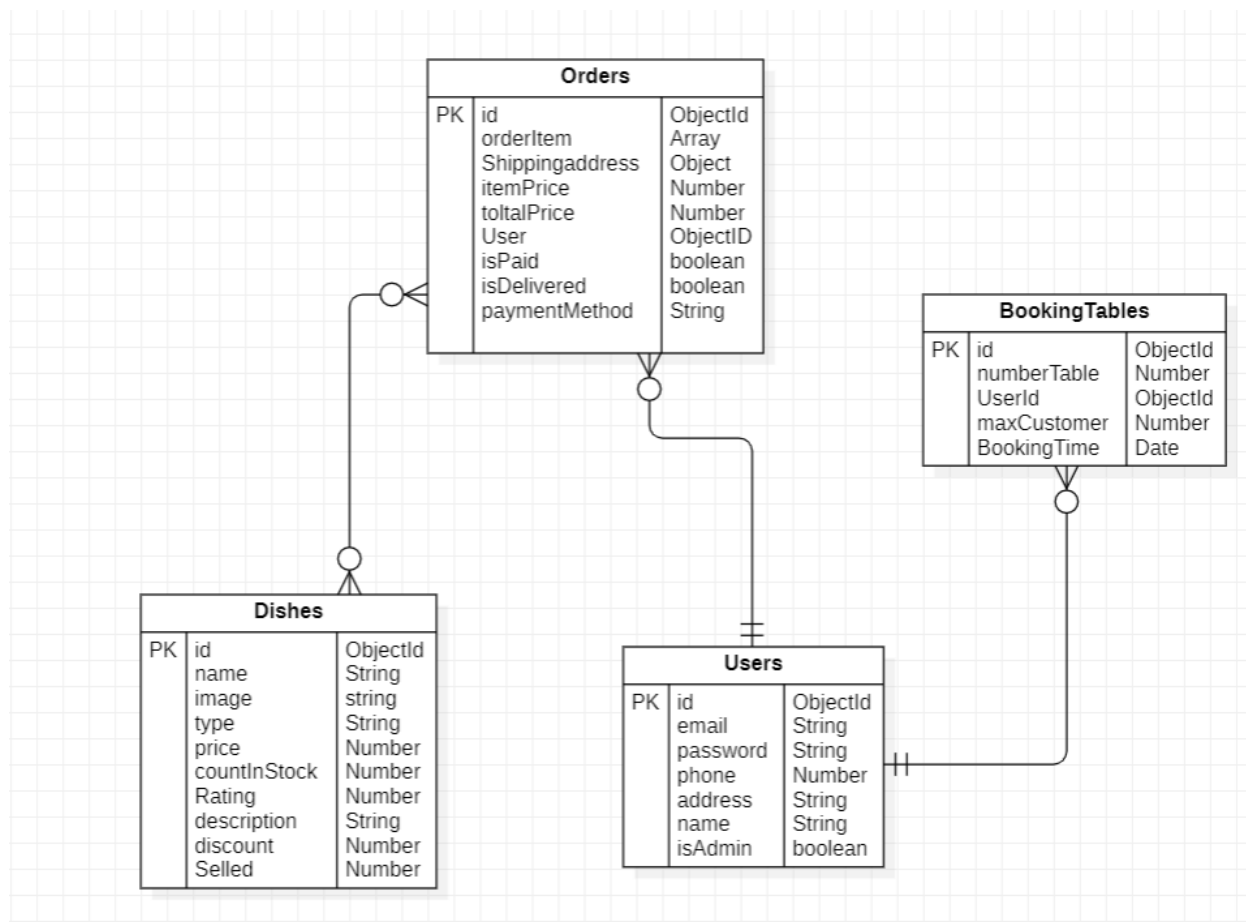 Orders
PK id ObjectId
orderItem Array
Shippingaddress Object
itemPrice Number
toltalPrice Number
User ObjectID
isPaid boolean
isDelivered boolean
paymentMethod String
BookingTables
PK id ObjectId
numberTable Number
UserId ObjectId
maxCustomer Number
BookingTime Date
Dishes
PK id ObjectId
name String
image string
type String
price Number
countInStock Number
Rating Number
description String
discount Number
Selled Number
Users
PK id ObjectId
email String
password String
phone Number
address String
name String
isAdmin boolean